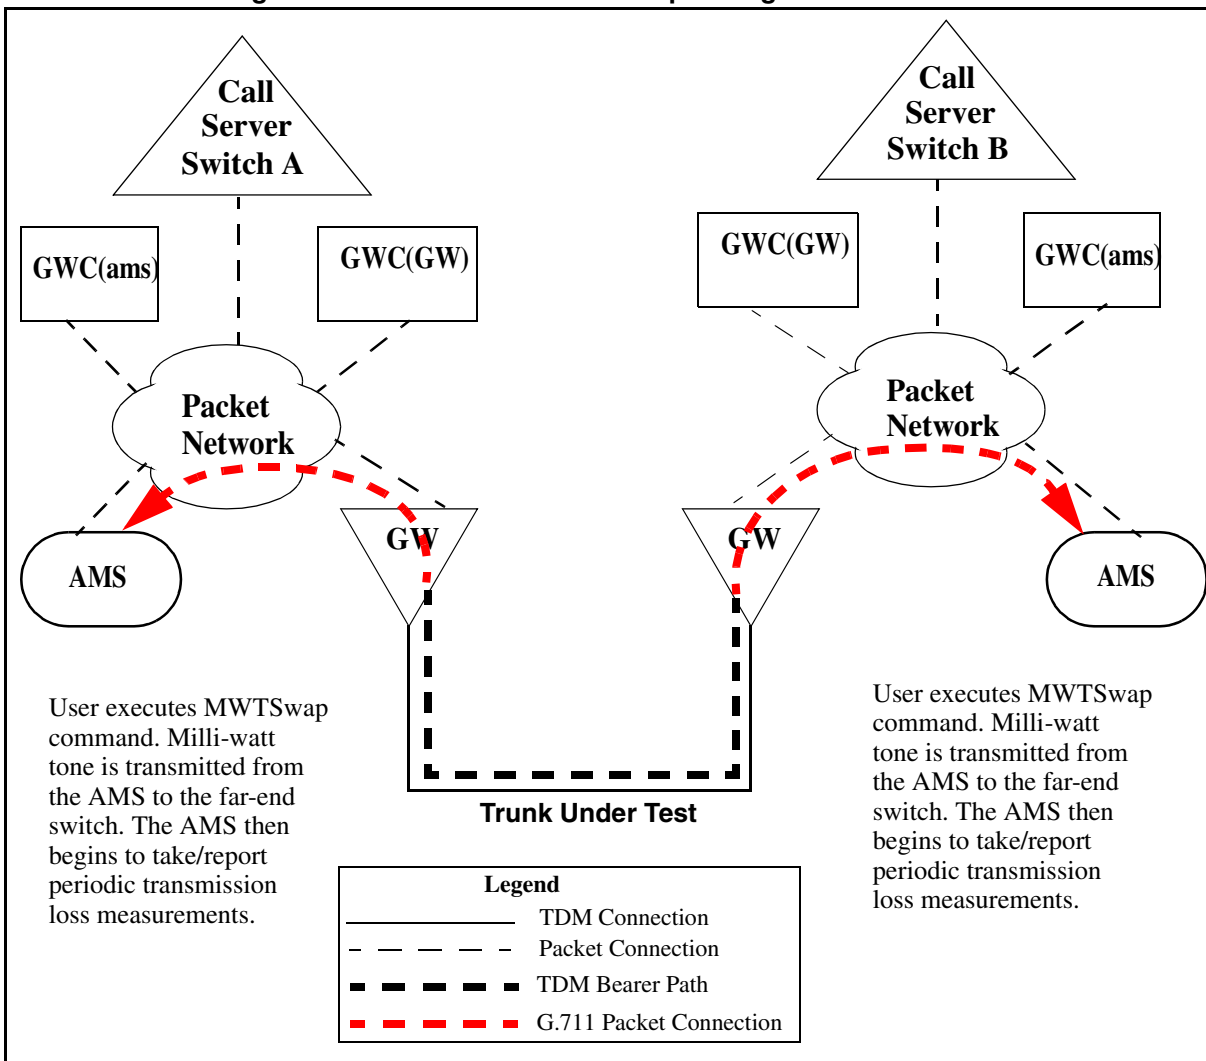 Call
Server
Switch A
Call
Server
Switch B
GWC(ams)
GWC(GW)
GWC(GW)
GWC(ams)
Packet
Network
Packet
Network
GW
GW
AMS
AMS
User executes MWTSwap
command. Milli-watt
tone is transmitted from
the AMS to the far-end
switch. The AMS then
begins to take/report
periodic transmission
loss measurements.
User executes MWTSwap
command. Milli-watt
tone is transmitted from
the AMS to the far-end
switch. The AMS then
begins to take/report
periodic transmission
loss measurements.
Trunk Under Test
Legend
TDM Connection
Packet Connection
TDM Bearer Path
G.711 Packet Connection